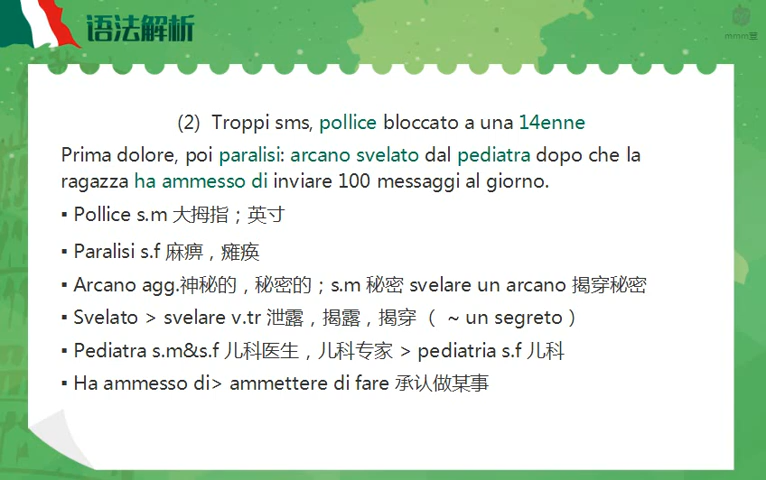 语法解析
mmm昱
(2) Troppi sms, pollice bloccato a una 14enne
Prima dolore, poi paralisi: arcano svelato dal pediatra dopo che la
ragazza ha ammesso di inviare 100 messaggi al giorno.
▪ Pollice s.m 大拇指；英寸
▪ Paralisi s.f 麻痹，瘫痪
▪ Arcano agg.神秘的，秘密的；s.m 秘密 svelare un arcano 揭穿秘密
▪ Svelato > svelare v.tr 泄露，揭露，揭穿（ ~ un segreto）
▪ Pediatra s.m&s.f 儿科医生，儿科专家 > pediatria s.f 儿科
▪ Ha ammesso di> ammettere di fare 承认做某事